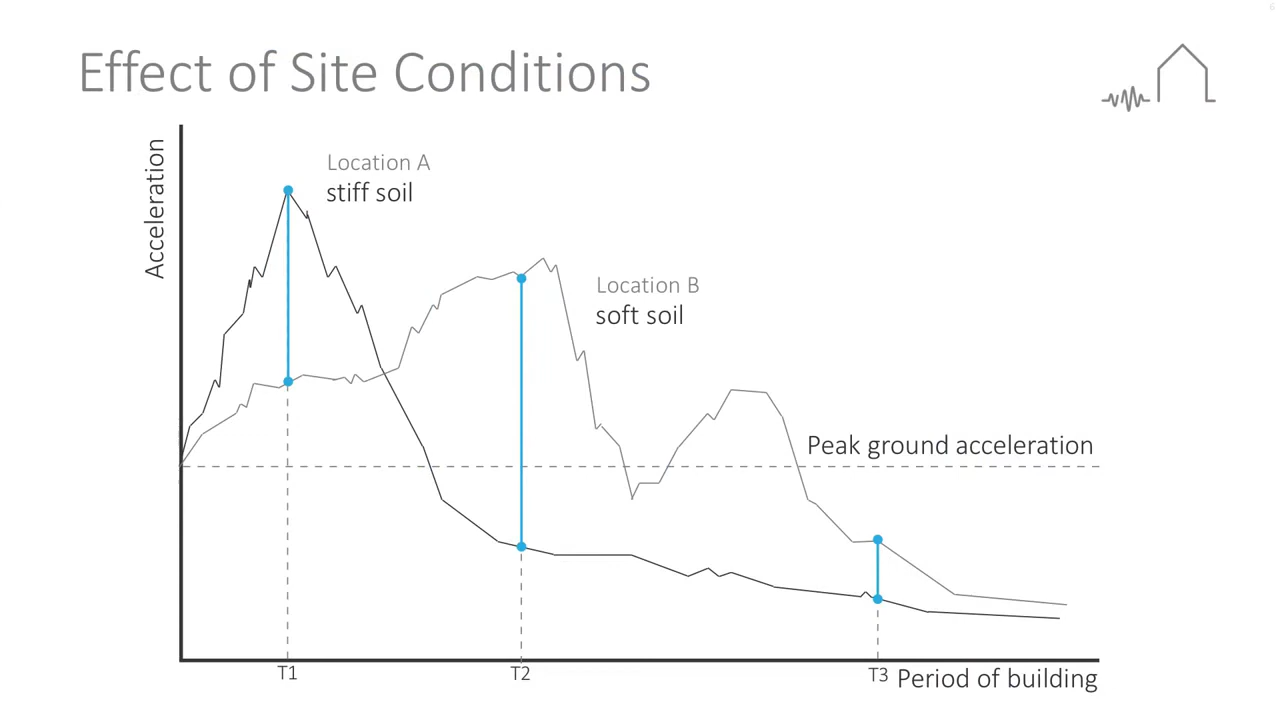 6
Effect of Site Conditions
Acceleration
Location A
stiff soil
Location B
soft soil
Peak ground acceleration
T1
T2
T3
Period of building